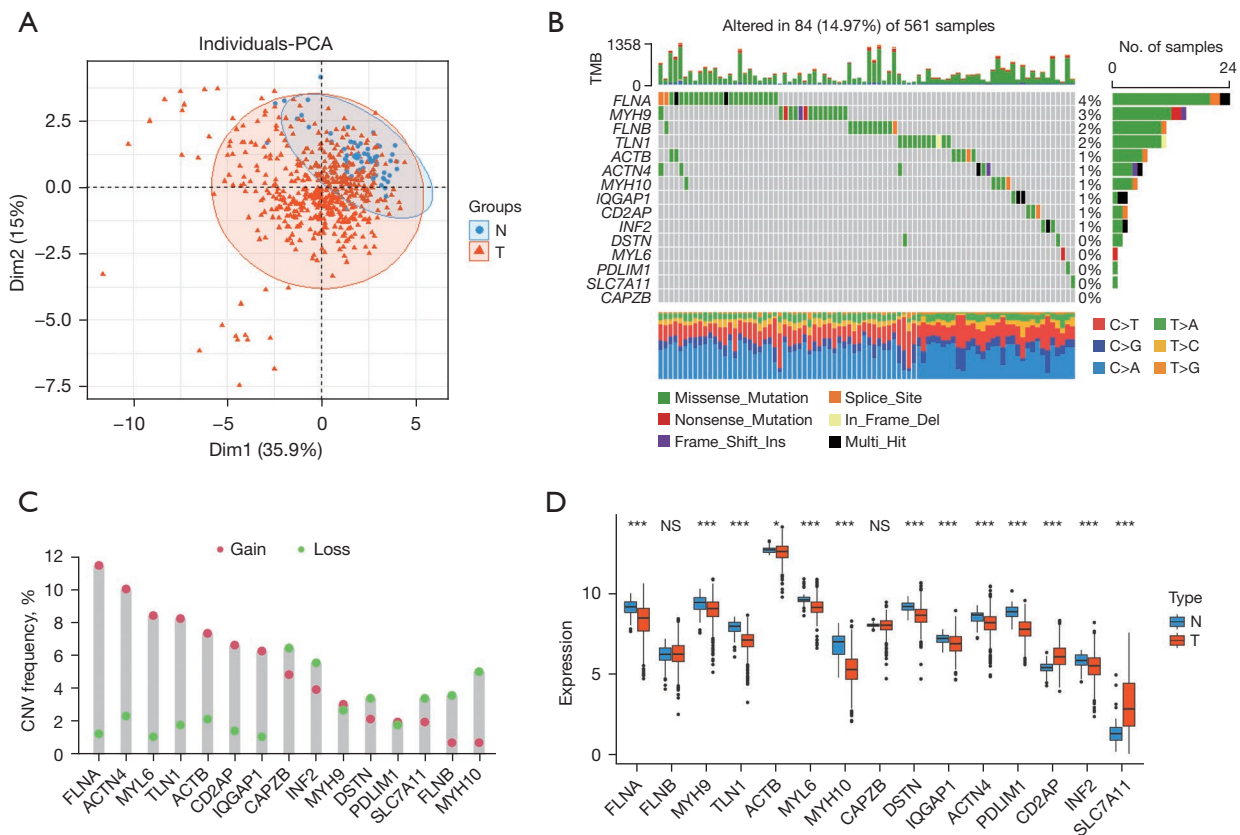 A
Individuals-PCA
2.5
0.0
−2.5
−5.0
−7.5
Dim2 (15%)
−10
−5
0
5
Dim1 (35.9%)
Groups
N
T
B
Altered in 84 (14.97%) of 561 samples
1358
0
TMB
No. of samples
0 24
FLNA 4%
MYH9 3%
FLNB 2%
TLN1 2%
ACTB 1%
ACTN4 1%
MYH10 1%
IQGAP1 1%
CD2AP 1%
INF2 1%
DSTN 0%
MYL6 0%
PDLIM1 0%
SLC7A11 0%
CAPZB 0%
C>T T>A
C>G T>C
C>A T>G
Missense_Mutation Splice_Site
Nonsense_Mutation In_Frame_Del
Frame_Shift_Ins Multi_Hit
C
Gain Loss
12
10
8
6
4
2
0
CNV frequency, %
FLNA ACTN4 MYL6 TLN1 ACTB CD2AP IQGAP1 CAPZB INF2 MYH9 DSTN PDLIM1 SLC7A11 FLNB MYH10
D
*** NS *** *** * *** *** NS *** *** *** *** *** *** ***
10
5
0
Expression
FLNA FLNB MYH9 TLN1 ACTB MYL6 MYH10 CAPZB DSTN IQGAP1 ACTN4 PDLIM1 CD2AP INF2 SLC7A11
Type
N
T